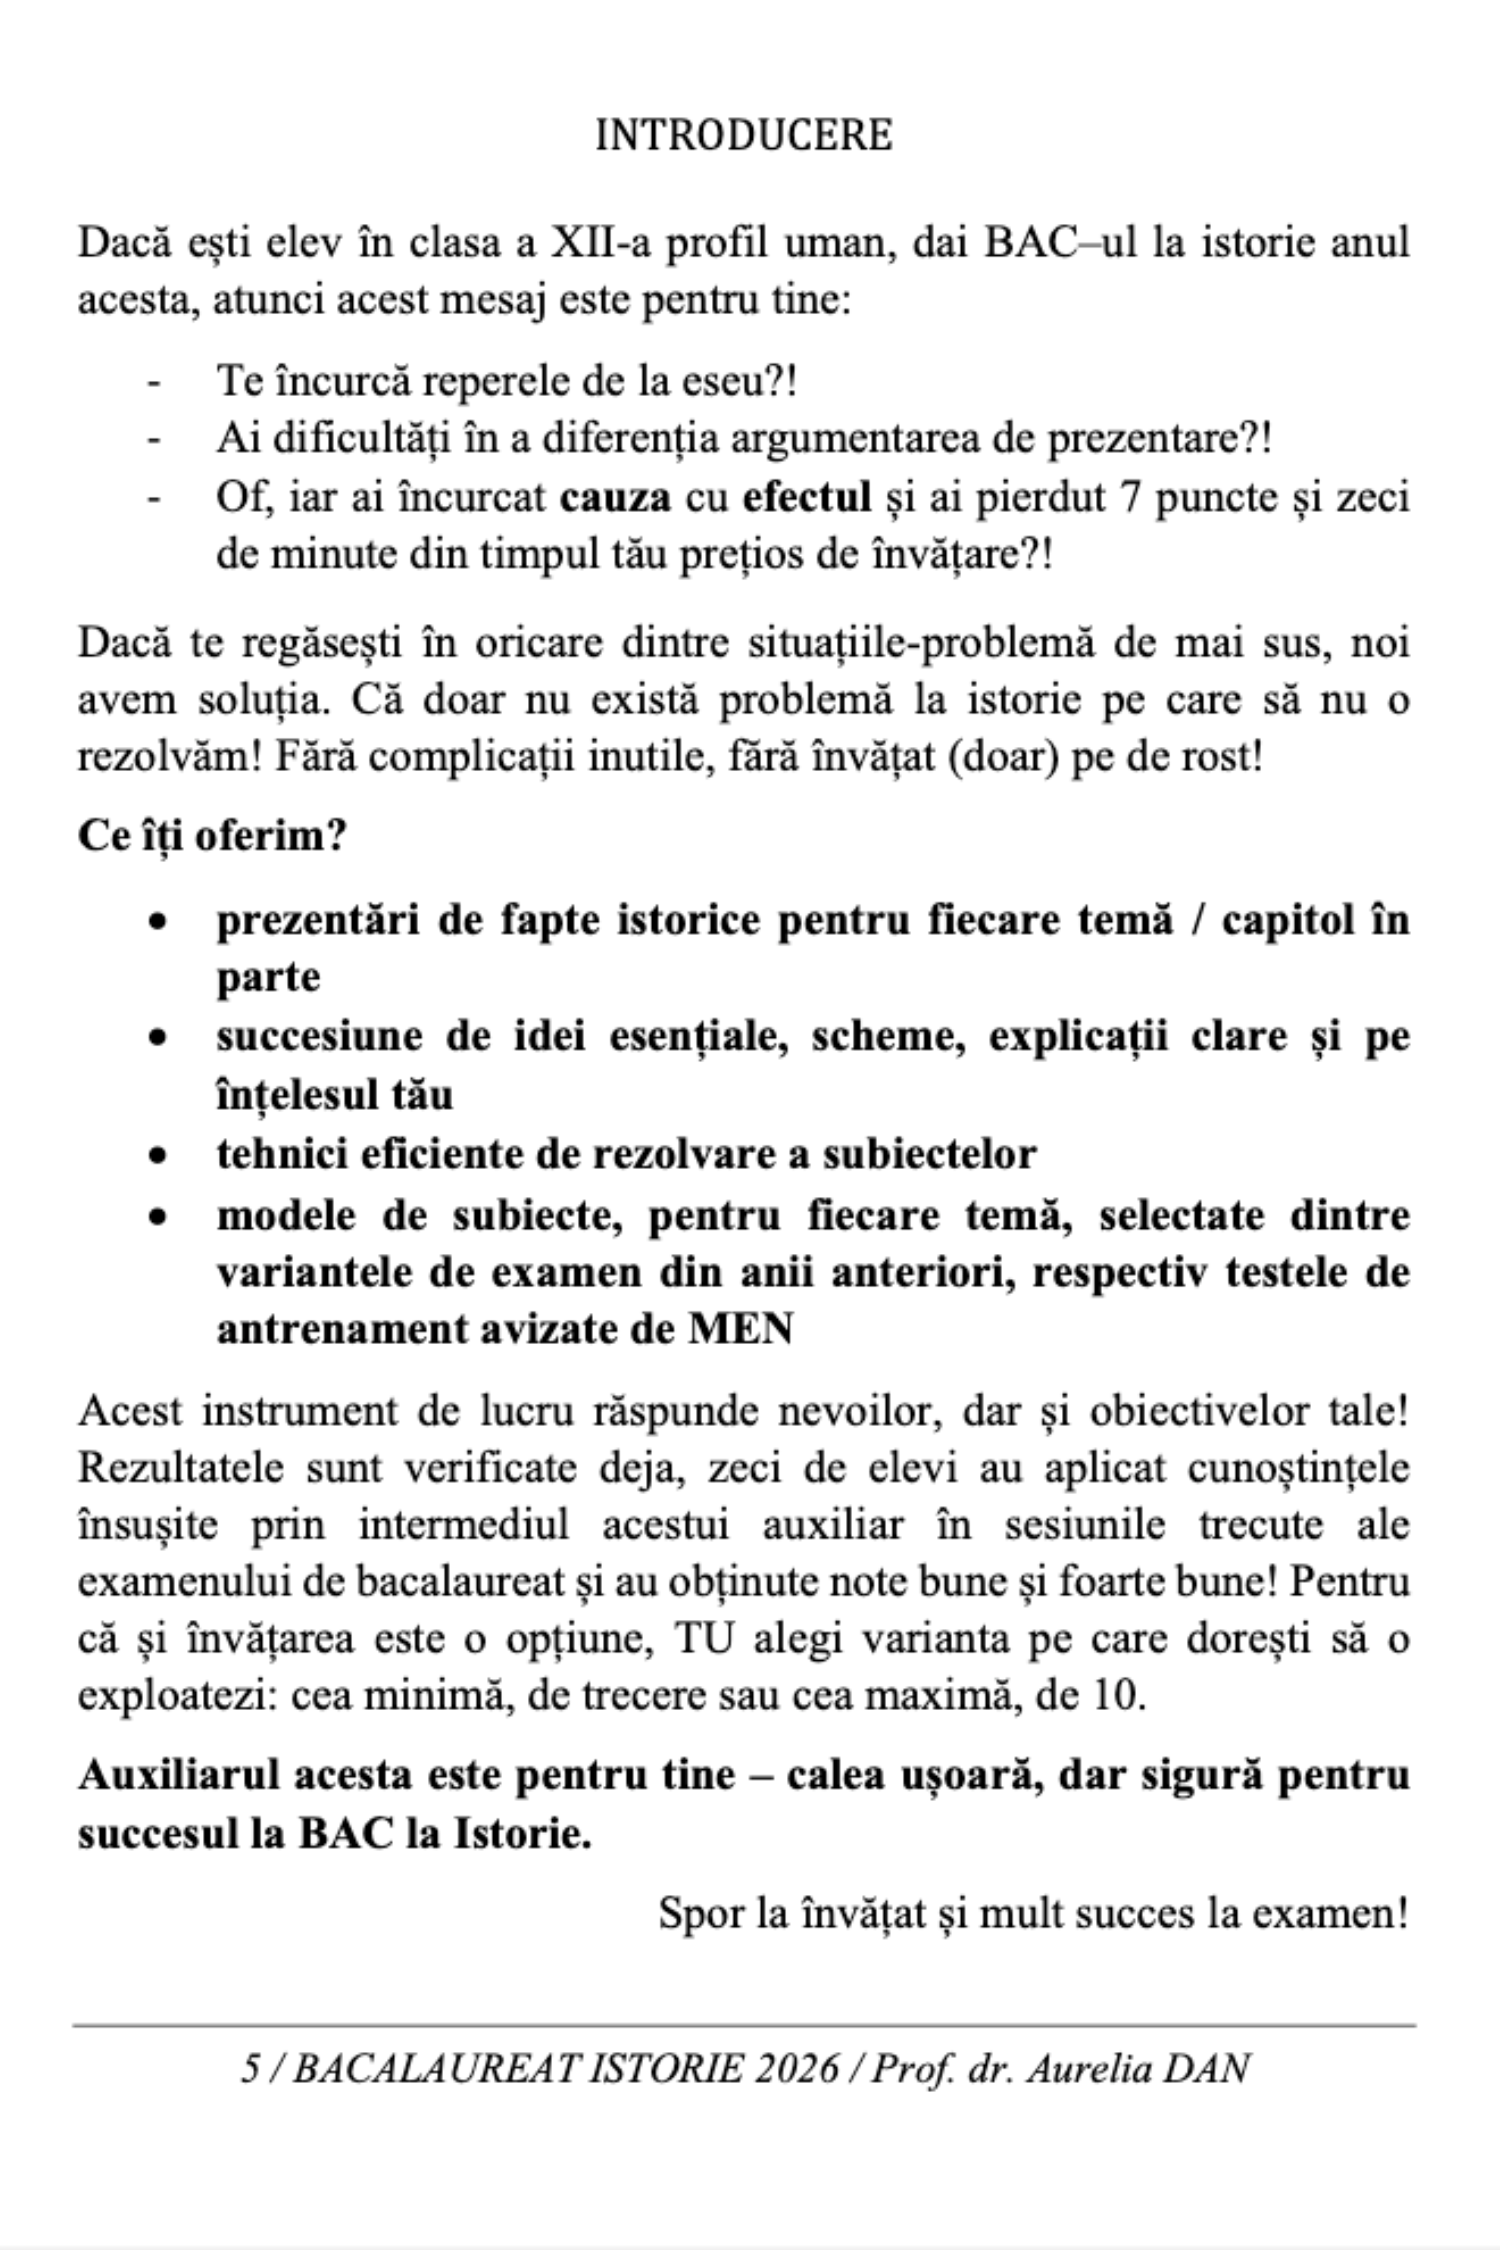 INTRODUCERE
Dacă ești elev în clasa a XII-a profil uman, dai BAC–ul la istorie anul
acesta, atunci acest mesaj este pentru tine:
- Te încurcă reperele de la eseu?!
- Ai dificultăți în a diferenția argumentarea de prezentare?!
- Of, iar ai încurcat cauza cu efectul și ai pierdut 7 puncte și zeci
de minute din timpul tău prețios de învățare?!
Dacă te regăsești în oricare dintre situațiile-problemă de mai sus, noi
avem soluția. Că doar nu există problemă la istorie pe care să nu o
rezolvăm! Fără complicații inutile, fără învățat (doar) pe de rost!
Ce îți oferim?
• prezentări de fapte istorice pentru fiecare temă / capitol în
parte
• succesiune de idei esențiale, scheme, explicații clare și pe
înțelesul tău
• tehnici eficiente de rezolvare a subiectelor
• modele de subiecte, pentru fiecare temă, selectate dintre
variantele de examen din anii anteriori, respectiv testele de
antrenament avizate de MEN
Acest instrument de lucru răspunde nevoilor, dar și obiectivelor tale!
Rezultatele sunt verificate deja, zeci de elevi au aplicat cunoștințele
însușite prin intermediul acestui auxiliar în sesiunile trecute ale
examenului de bacalaureat și au obținute note bune și foarte bune! Pentru
că și învățarea este o opțiune, TU alegi varianta pe care dorești să o
exploatezi: cea minimă, de trecere sau cea maximă, de 10.
Auxiliarul acesta este pentru tine – calea ușoară, dar sigură pentru
succesul la BAC la Istorie.
Spor la învățat și mult succes la examen!
5 / BACALAUREAT ISTORIE 2026 / Prof. dr. Aurelia DAN